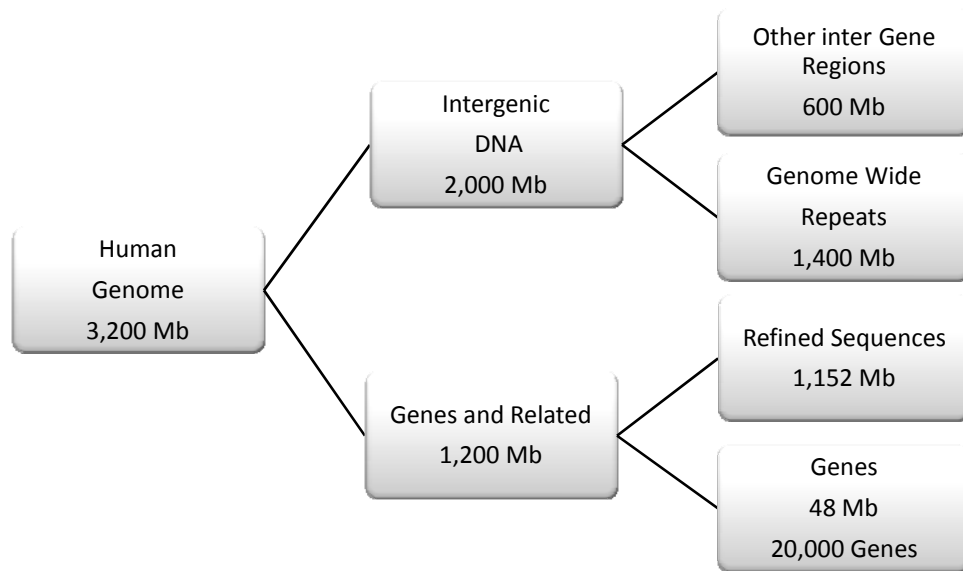 Human
Genome
3,200 Mb
Intergenic
DNA
2,000 Mb
Genes and Related
1,200 Mb
Other inter Gene
Regions
600 Mb
Genome Wide
Repeats
1,400 Mb
Refined Sequences
1,152 Mb
Genes
48 Mb
20,000 Genes